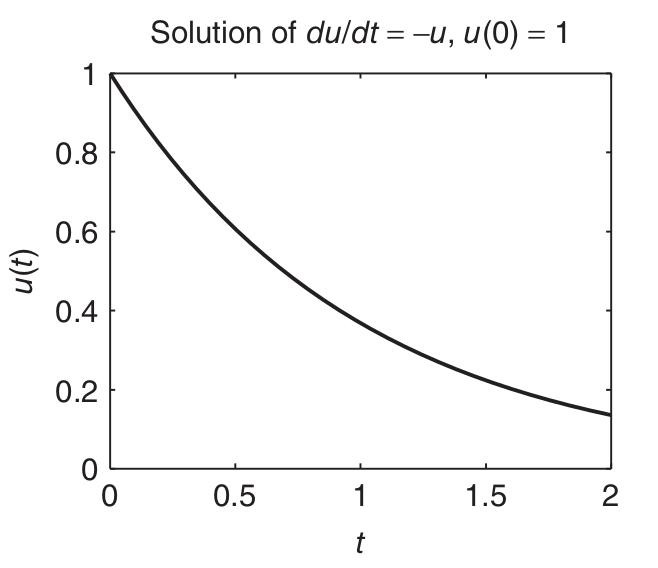 Solution of du/dt = –u, u(0) = 1
u(t)
1
0.8
0.6
0.4
0.2
0
0 0.5 1 1.5 2
t